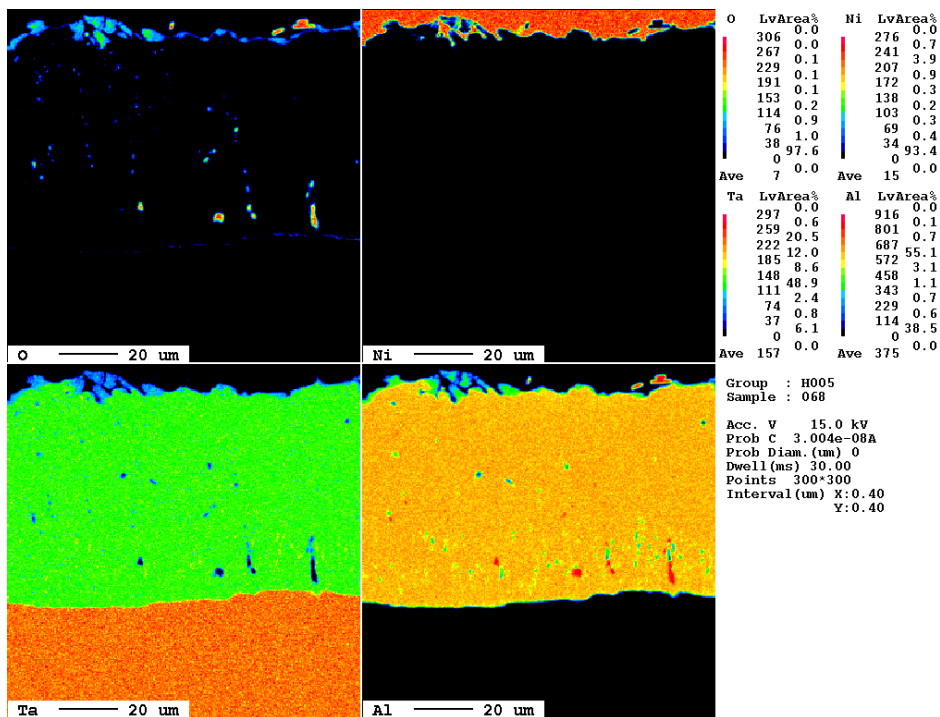 O LvArea% Ni LvArea%
0.0 0.0
306 276
0.0 0.7
267 241
0.1 3.9
229 207
0.1 0.9
191 172
0.1 0.2
153 138
0.2 0.3
114 103
0.9 0.3
76 69
1.0 0.4
38 34
97.6 93.4
0 0
0.0 0.0
Ave 7 Ave 15
Ta LvArea% Al LvArea%
0.0 0.0
297 916
0.6 0.1
259 801
20.5 0.7
222 687
12.0 55.1
185 572
8.6 3.1
148 458
48.9 1.1
111 343
2.4 0.7
74 229
0.8 0.6
37 114
6.1 38.5
0 0
0.0 0.0
Ave 157 Ave 375
O 20 um Ni 20 um
Group : H005
Sample : 068
Acc. V 15.0 kV
Prob C 3.004e-08A
Prob Diam.(um) 0
Dwell(ms) 30.00
Points 300*300
Interval(um) X:0.40
Y:0.40
Ta 20 um Al 20 um